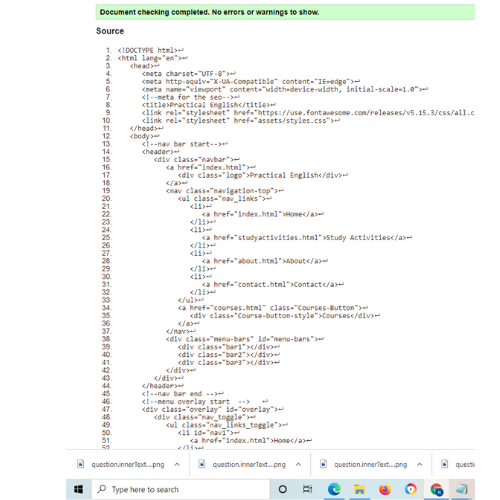 Document checking completed. No errors or warnings to show.
Source
1. <!DOCTYPE html>↩
2. <html lang="en">↩
3. <head>↩
4. <meta charset="UTF-8">↩
5. <meta http-equiv="X-UA-Compatible" content="IE=edge">↩
6. <meta name="viewport" content="width=device-width, initial-scale=1.0">↩
7. <!--meta for the seo-->↩
8. <title>Practical English</title>↩
9. <link rel="stylesheet" href="https://use.fontawesome.com/releases/v5.15.3/css/all.c
10. <link rel="stylesheet" href="assets/styles.css">↩
11. </head>↩
12. <body>↩
13. <!--nav bar start-->↩
14. <header>↩
15. <div class="navbar">↩
16. <a href="index.html">↩
17. <div class="logo">Practical English</div>↩
18. </a>↩
19. <nav class="navigation-top">↩
20. <ul class="nav_links">↩
21. <li>↩
22. <a href="index.html">Home</a>↩
23. </li>↩
24. <li>↩
25. <a href="studyactivities.html">Study Activities</a>↩
26. </li>↩
27. <li>↩
28. <a href="about.html">About</a>↩
29. </li>↩
30. <li>↩
31. <a href="contact.html">Contact</a>↩
32. </li>↩
33. </ul>↩
34. <a href="courses.html" class="Courses-Button">↩
35. <div class="Course-button-style">Courses</div>↩
36. </a>↩
37. </nav>↩
38. <div class="menu-bars" id="menu-bars">↩
39. <div class="bar1"></div>↩
40. <div class="bar2"></div>↩
41. <div class="bar3"></div>↩
42. </div>↩
43. </div>↩
44. </header>↩
45. <!--nav bar end -->↩
46. <!--menu overlay start -->  ↩
47. <div class="overlay" id="overlay">↩
48. <div class="nav_toggle">↩
49. <ul class="nav_links_toggle">↩
50. <li id="nav1">↩
51. <a href="index.html">Home</a>↩
52. </li>↩
question.innerText....png question.innerText....png question.innerText....png questi
Type here to search